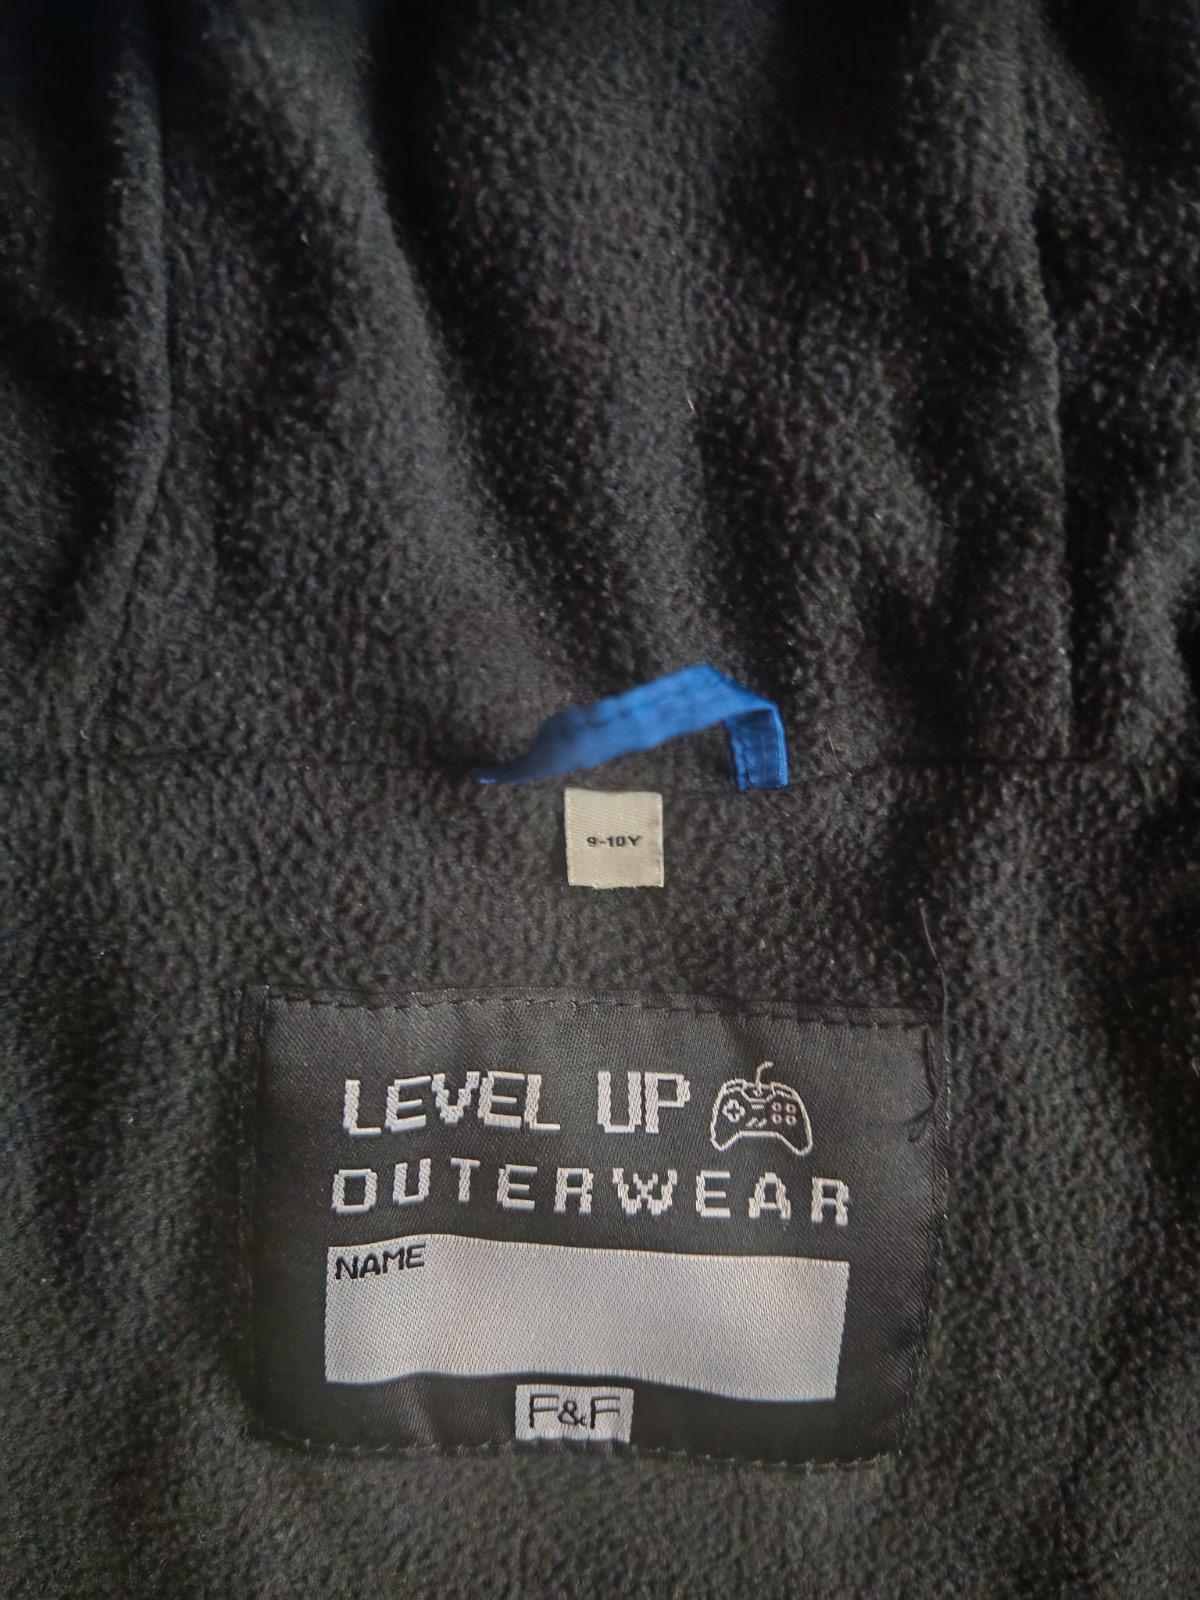 9-10Y
LEVEL UP
OUTERWEAR
NAME
F&F